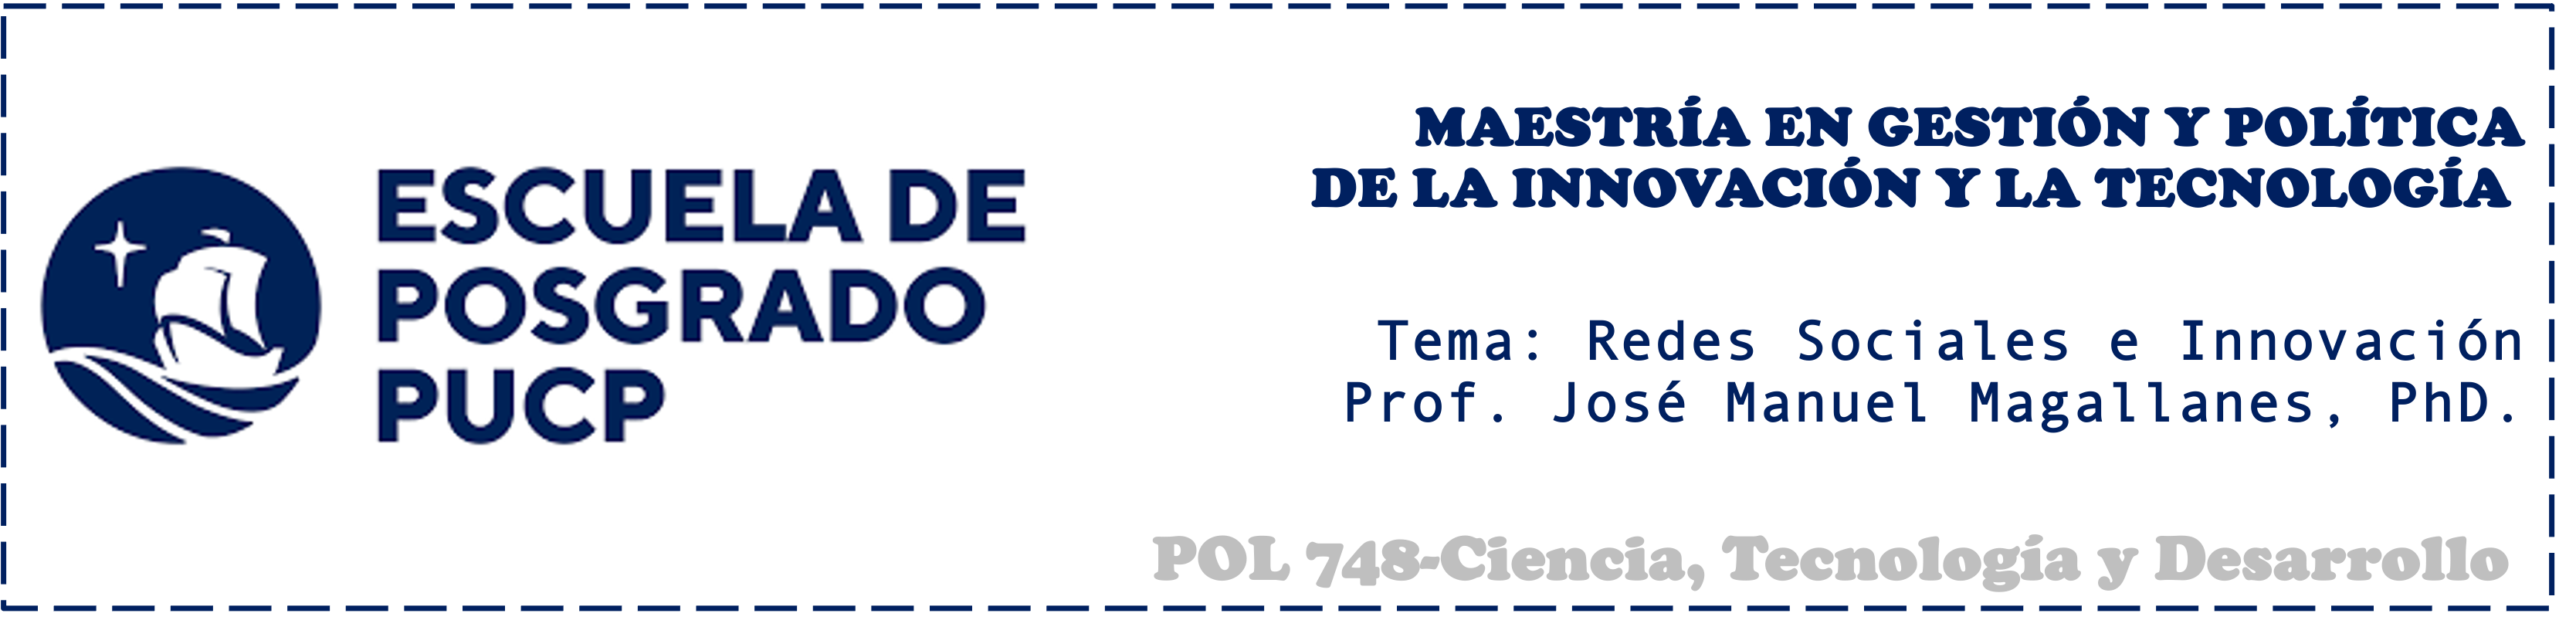 ESCUELA DE
POSGRADO
PUCP
MAESTRÍA EN GESTIÓN Y POLÍTICA
DE LA INNOVACIÓN Y LA TECNOLOGÍA
Tema: Redes Sociales e Innovación
Prof. José Manuel Magallanes, PhD.
POL 748-Ciencia, Tecnología y Desarrollo